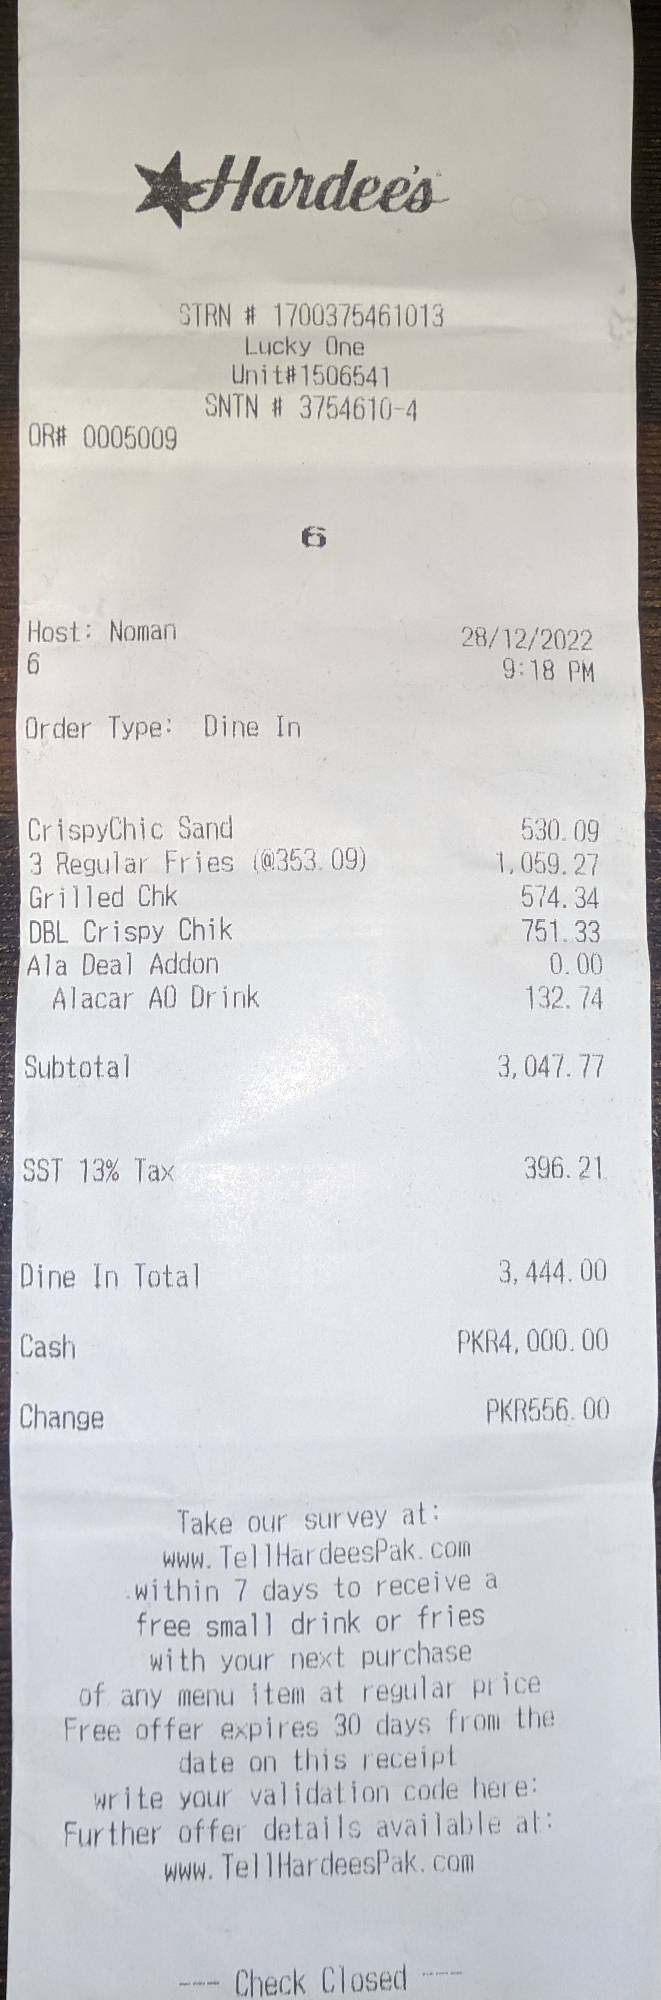 Hardee's
STRN # 1700375461013
Lucky One
Unit#1506541
SNTN # 3754610-4
OR# 0005009
6
Host: Noman 28/12/2022
6 9:18 PM
Order Type: Dine In
CrispyChic Sand 530.09
3 Regular Fries (@353.09) 1,059.27
Grilled Chk 574.34
DBL Crispy Chik 751.33
Ala Deal Addon 0.00
Alacar AO Drink 132.74
Subtotal 3,047.77
SST 13% Tax 396.21
Dine In Total 3,444.00
Cash PKR4,000.00
Change PKR556.00
Take our survey at:
www.TellHardeesPak.com
within 7 days to receive a
free small drink or fries
with your next purchase
of any menu item at regular price
Free offer expires 30 days from the
date on this receipt
write your validation code here:
Further offer details available at:
www.TellHardeesPak.com
--- Check Closed ---